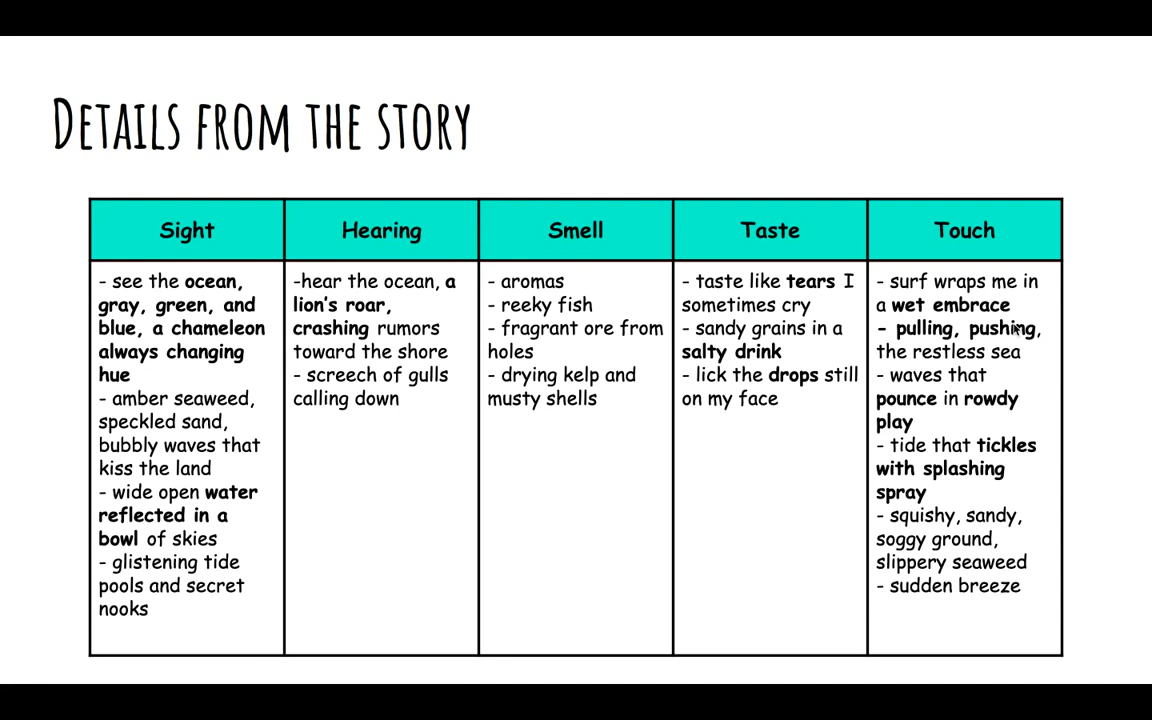 Details from the story
Sight
- see the ocean,
gray, green, and
blue, a chameleon
always changing
hue
- amber seaweed,
speckled sand,
bubbly waves that
kiss the land
- wide open water
reflected in a
bowl of skies
- glistening tide
pools and secret
nooks
Hearing
-hear the ocean, a
lion's roar,
crashing rumors
toward the shore
- screech of gulls
calling down
Smell
- aromas
- reeky fish
- fragrant ore from
holes
- drying kelp and
musty shells
Taste
- taste like tears I
sometimes cry
- sandy grains in a
salty drink
- lick the drops still
on my face
Touch
- surf wraps me in
a wet embrace
- pulling, pushing,
the restless sea
- waves that
pounce in rowdy
play
- tide that tickles
with splashing
spray
- squishy, sandy,
soggy ground,
slippery seaweed
- sudden breeze